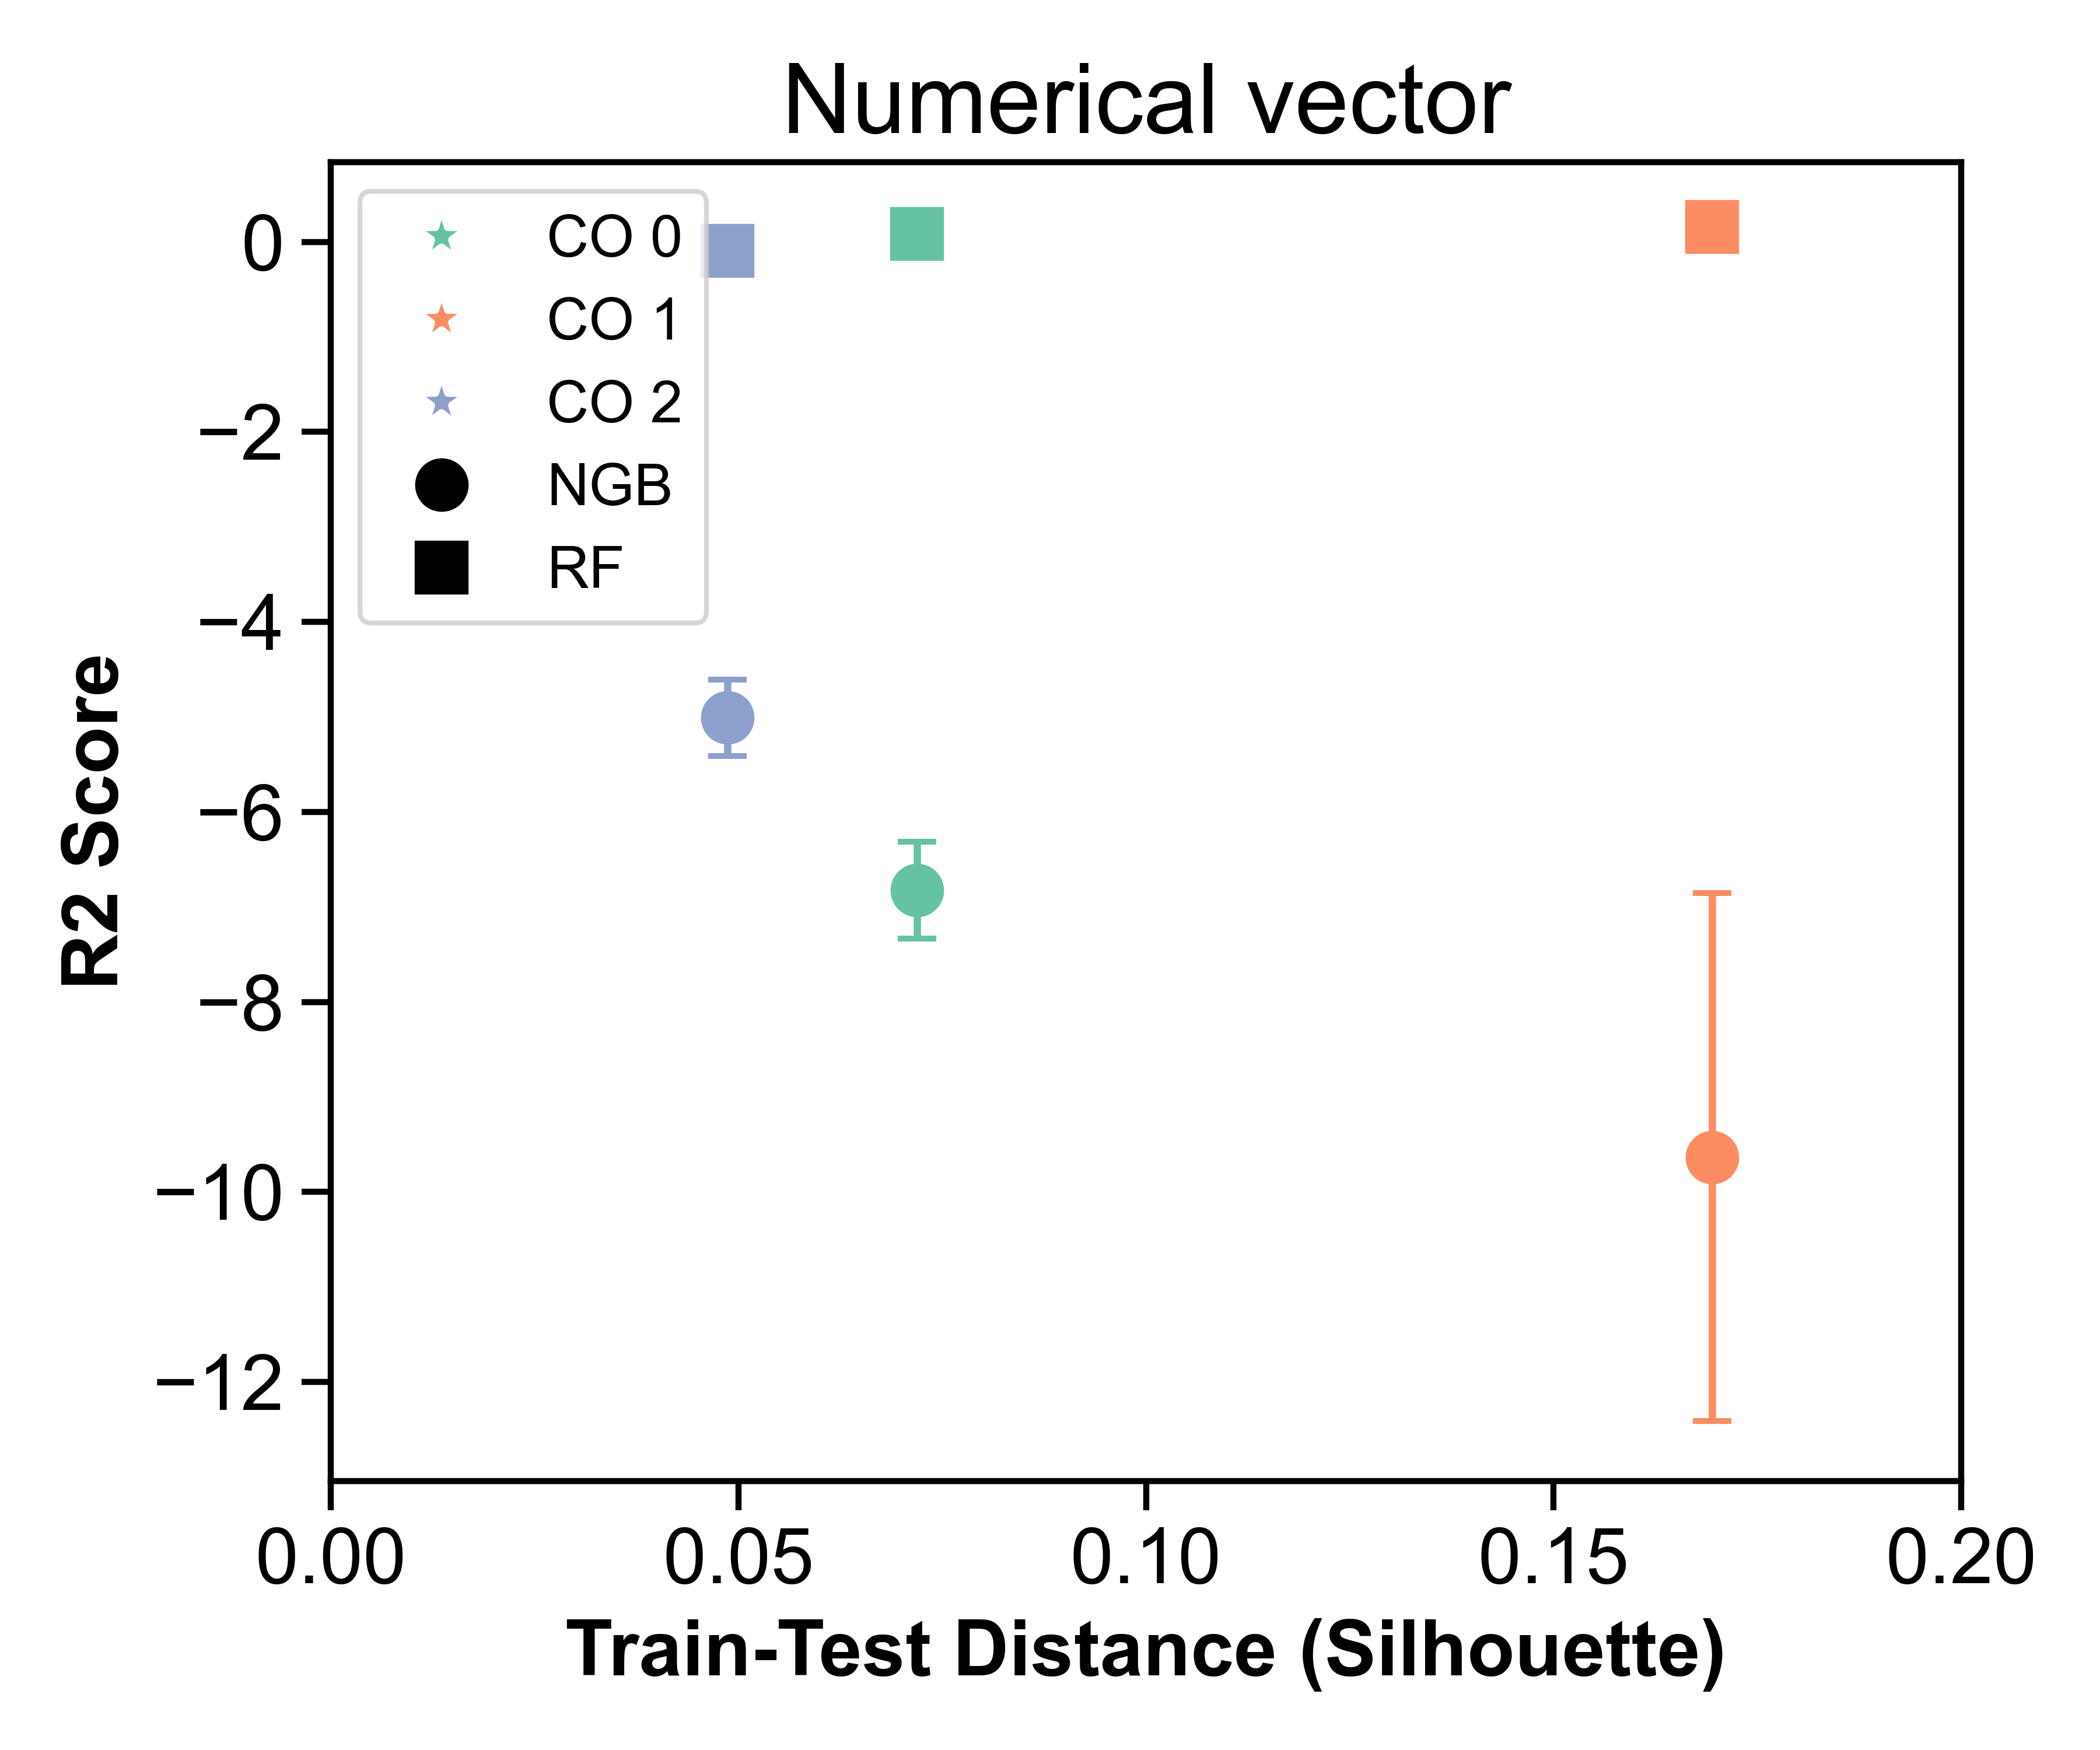 Numerical vector
CO 0
CO 1
CO 2
NGB
RF
R2 Score
0
−2
−4
−6
−8
−10
−12
0.00 0.05 0.10 0.15 0.20
Train-Test Distance (Silhouette)